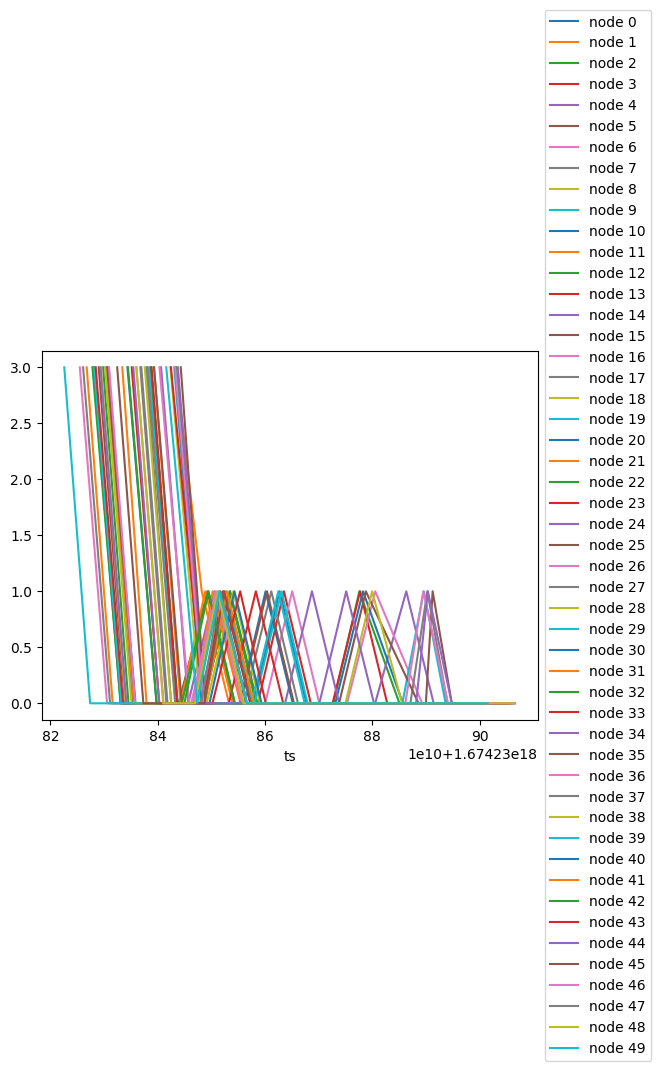 3.0
2.5
2.0
1.5
1.0
0.5
0.0
82 84 86 88 90
ts
1e10+1.67423e18
node 0
node 1
node 2
node 3
node 4
node 5
node 6
node 7
node 8
node 9
node 10
node 11
node 12
node 13
node 14
node 15
node 16
node 17
node 18
node 19
node 20
node 21
node 22
node 23
node 24
node 25
node 26
node 27
node 28
node 29
node 30
node 31
node 32
node 33
node 34
node 35
node 36
node 37
node 38
node 39
node 40
node 41
node 42
node 43
node 44
node 45
node 46
node 47
node 48
node 49